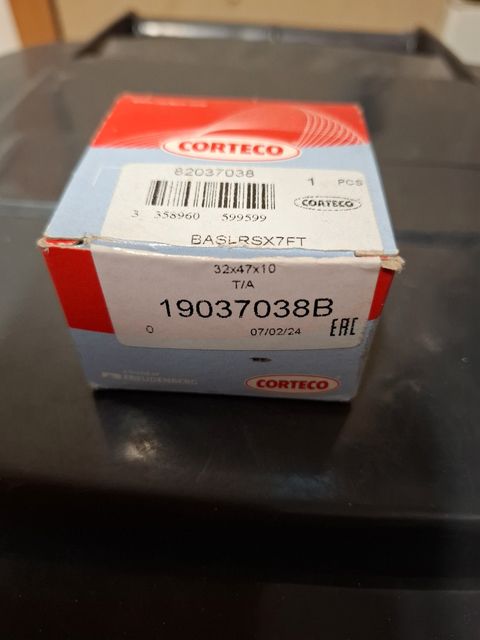 CORTECO
82037038
1 PCS
CORTECO
3 358960 599599
BASLRSX7FT
32x47x10
T/A
19037038B
0 07/02/24 EAC
FREUDENBERG
CORTECO